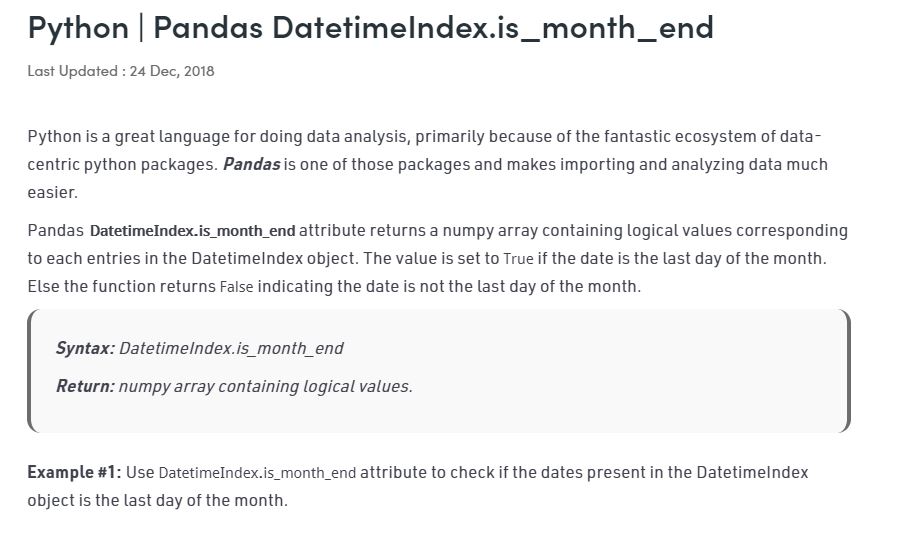 Python | Pandas DatetimeIndex.is_month_end
Last Updated : 24 Dec, 2018
Python is a great language for doing data analysis, primarily because of the fantastic ecosystem of data-
centric python packages. Pandas is one of those packages and makes importing and analyzing data much
easier.
Pandas DatetimeIndex.is_month_end attribute returns a numpy array containing logical values corresponding
to each entries in the DatetimeIndex object. The value is set to True if the date is the last day of the month.
Else the function returns False indicating the date is not the last day of the month.
Syntax: DatetimeIndex.is_month_end
Return: numpy array containing logical values.
Example #1: Use DatetimeIndex.is_month_end attribute to check if the dates present in the DatetimeIndex
object is the last day of the month.